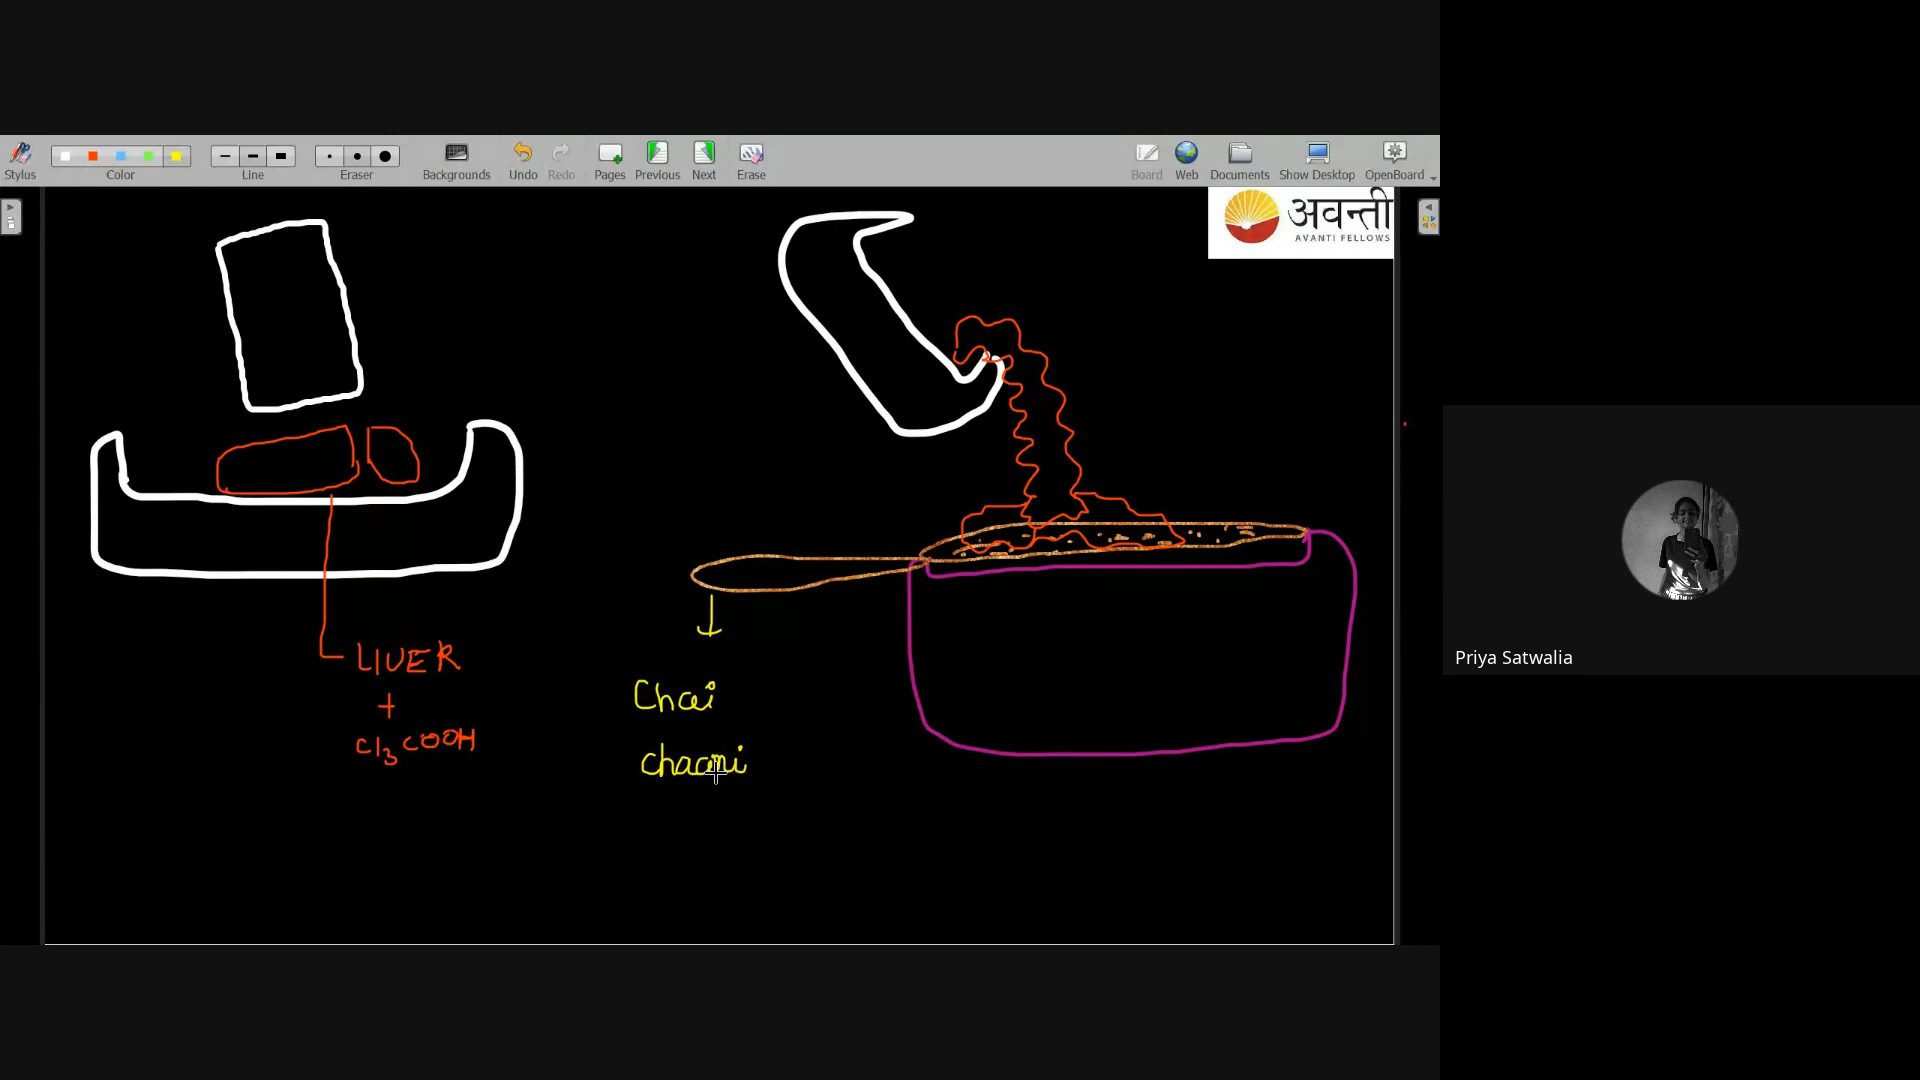 Stylus
Color
Line
Eraser
Backgrounds
Undo
Redo
Pages
Previous
Next
Erase
Board
Web
Documents
Show Desktop
OpenBoard
अवन्ती
AVANTI FELLOWS
LIVER
+
Cl3COOH
Chai
Priya Satwalia